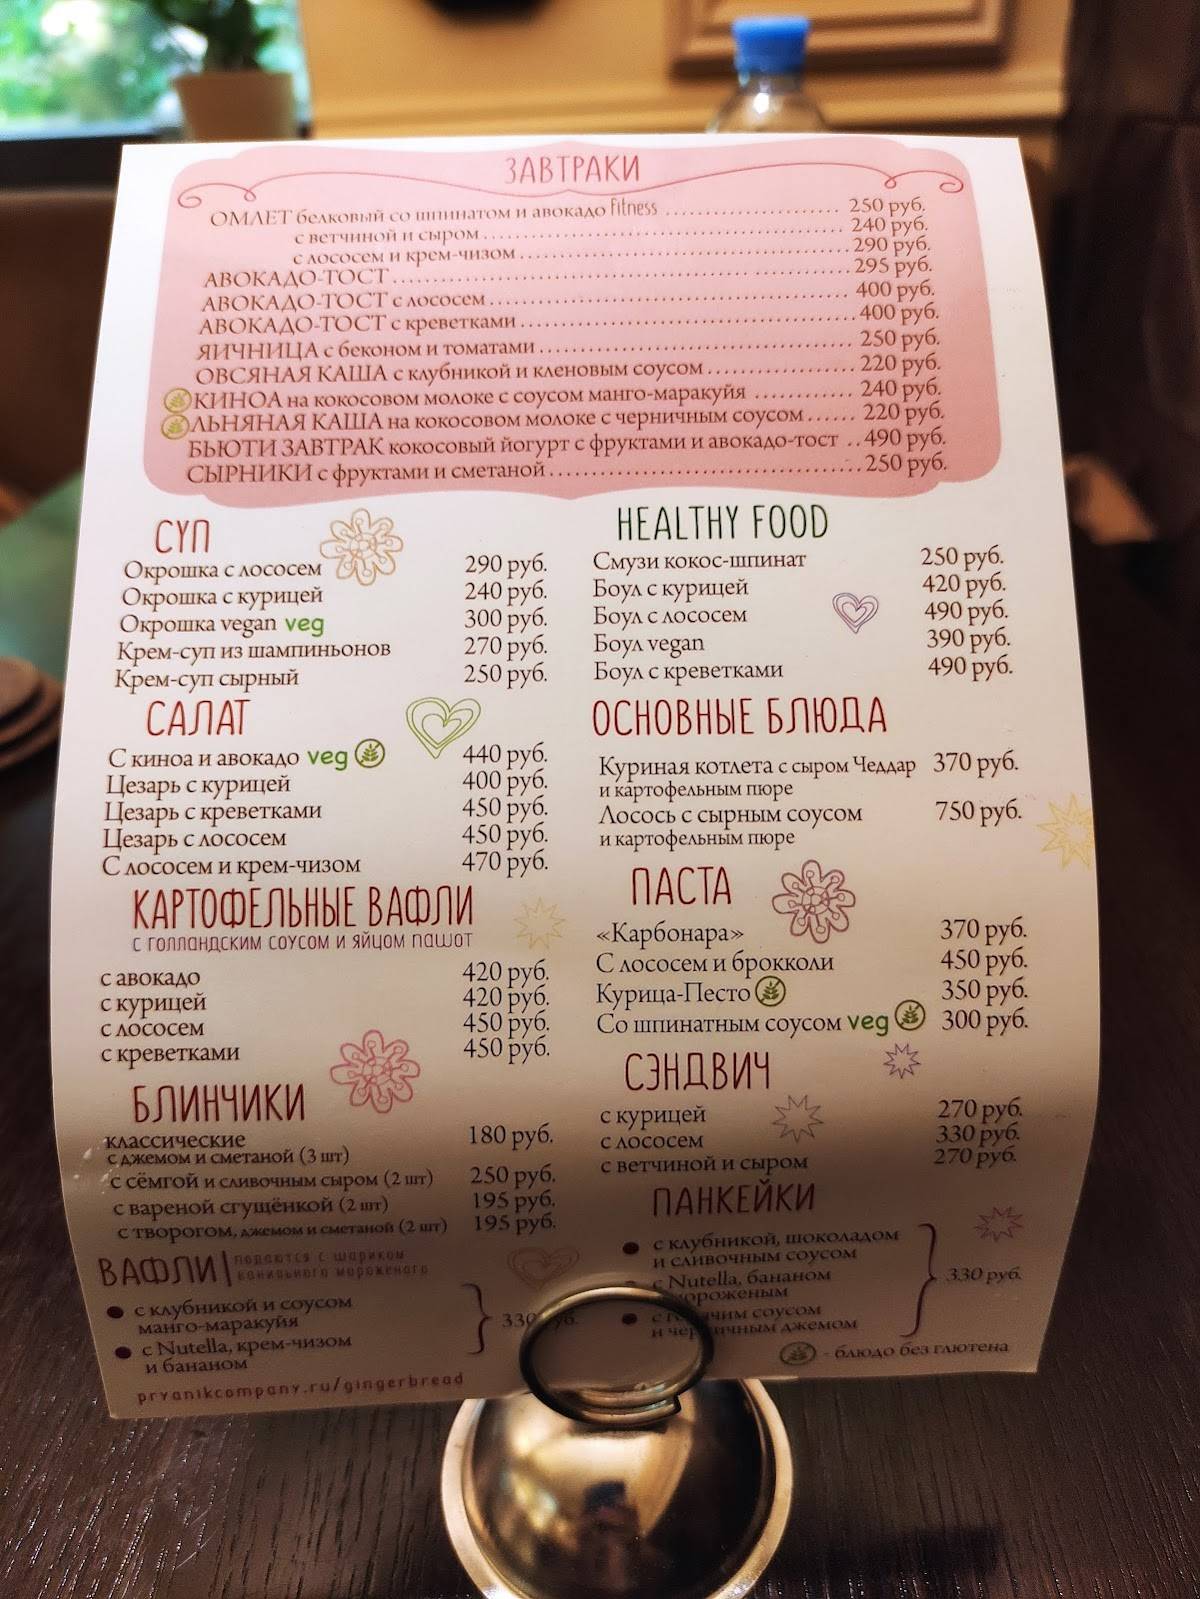 ЗАВТРАКИ
ОМЛЕТ белковый со шпинатом и авокадо Fitness ..................... 250 руб.
с ветчиной и сыром ............................................ 240 руб.
с лососем и крем-чизом ........................................ 290 руб.
АВОКАДО-ТОСТ ......................................................... 295 руб.
АВОКАДО-ТОСТ с лососем ........................................... 400 руб.
АВОКАДО-ТОСТ с креветками ........................................ 400 руб.
ЯИЧНИЦА с беконом и томатами ...................................... 250 руб.
ОВСЯНАЯ КАША с клубникой и кленовым соусом .................. 220 руб.
КИНОА на кокосовом молоке с соусом манго-маракуйя ............ 240 руб.
ЛЬНЯНАЯ КАША на кокосовом молоке с черничным соусом ...... 220 руб.
БЬЮТИ ЗАВТРАК кокосовый йогурт с фруктами и авокадо-тост .. 490 руб.
СЫРНИКИ с фруктами и сметаной ...................................... 250 руб.
СУП
Окрошка с лососем 290 руб.
Окрошка с курицей 240 руб.
Окрошка vegan veg 300 руб.
Крем-суп из шампиньонов 270 руб.
Крем-суп сырный 250 руб.
САЛАТ
С киноа и авокадо veg 440 руб.
Цезарь с курицей 400 руб.
Цезарь с креветками 450 руб.
Цезарь с лососем 450 руб.
С лососем и крем-чизом 470 руб.
КАРТОФЕЛЬНЫЕ ВАФЛИ
с голландским соусом и яйцом пашот
с авокадо 420 руб.
с курицей 420 руб.
с лососем 450 руб.
с креветками 450 руб.
БЛИНЧИКИ
классические 180 руб.
с джемом и сметаной (3 шт)
с сёмгой и сливочным сыром (2 шт) 250 руб.
с вареной сгущёнкой (2 шт) 195 руб.
с творогом, джемом и сметаной (2 шт) 195 руб.
ВАФЛИ | подаются с шариком
ванильного мороженого
• с клубникой и соусом
манго-маракуйя
• с Nutella, крем-чизом
и бананом
330 руб.
pryanikcompany.ru/gingerbread
HEALTHY FOOD
Смузи кокос-шпинат 250 руб.
Боул с курицей 420 руб.
Боул с лососем 490 руб.
Боул vegan 390 руб.
Боул с креветками 490 руб.
ОСНОВНЫЕ БЛЮДА
Куриная котлета с сыром Чеддар 370 руб.
и картофельным пюре
Лосось с сырным соусом 750 руб.
и картофельным пюре
ПАСТА
«Карбонара» 370 руб.
С лососем и брокколи 450 руб.
Курица-Песто 350 руб.
Со шпинатным соусом veg 300 руб.
СЭНДВИЧ
с курицей 270 руб.
с лососем 330 руб.
с ветчиной и сыром 270 руб.
ПАНКЕЙКИ
• с клубникой, шоколадом
и сливочным соусом
• с Nutella, бананом
мороженым
• с соусом
и черничным джемом
330 руб.
- блюдо без глютена